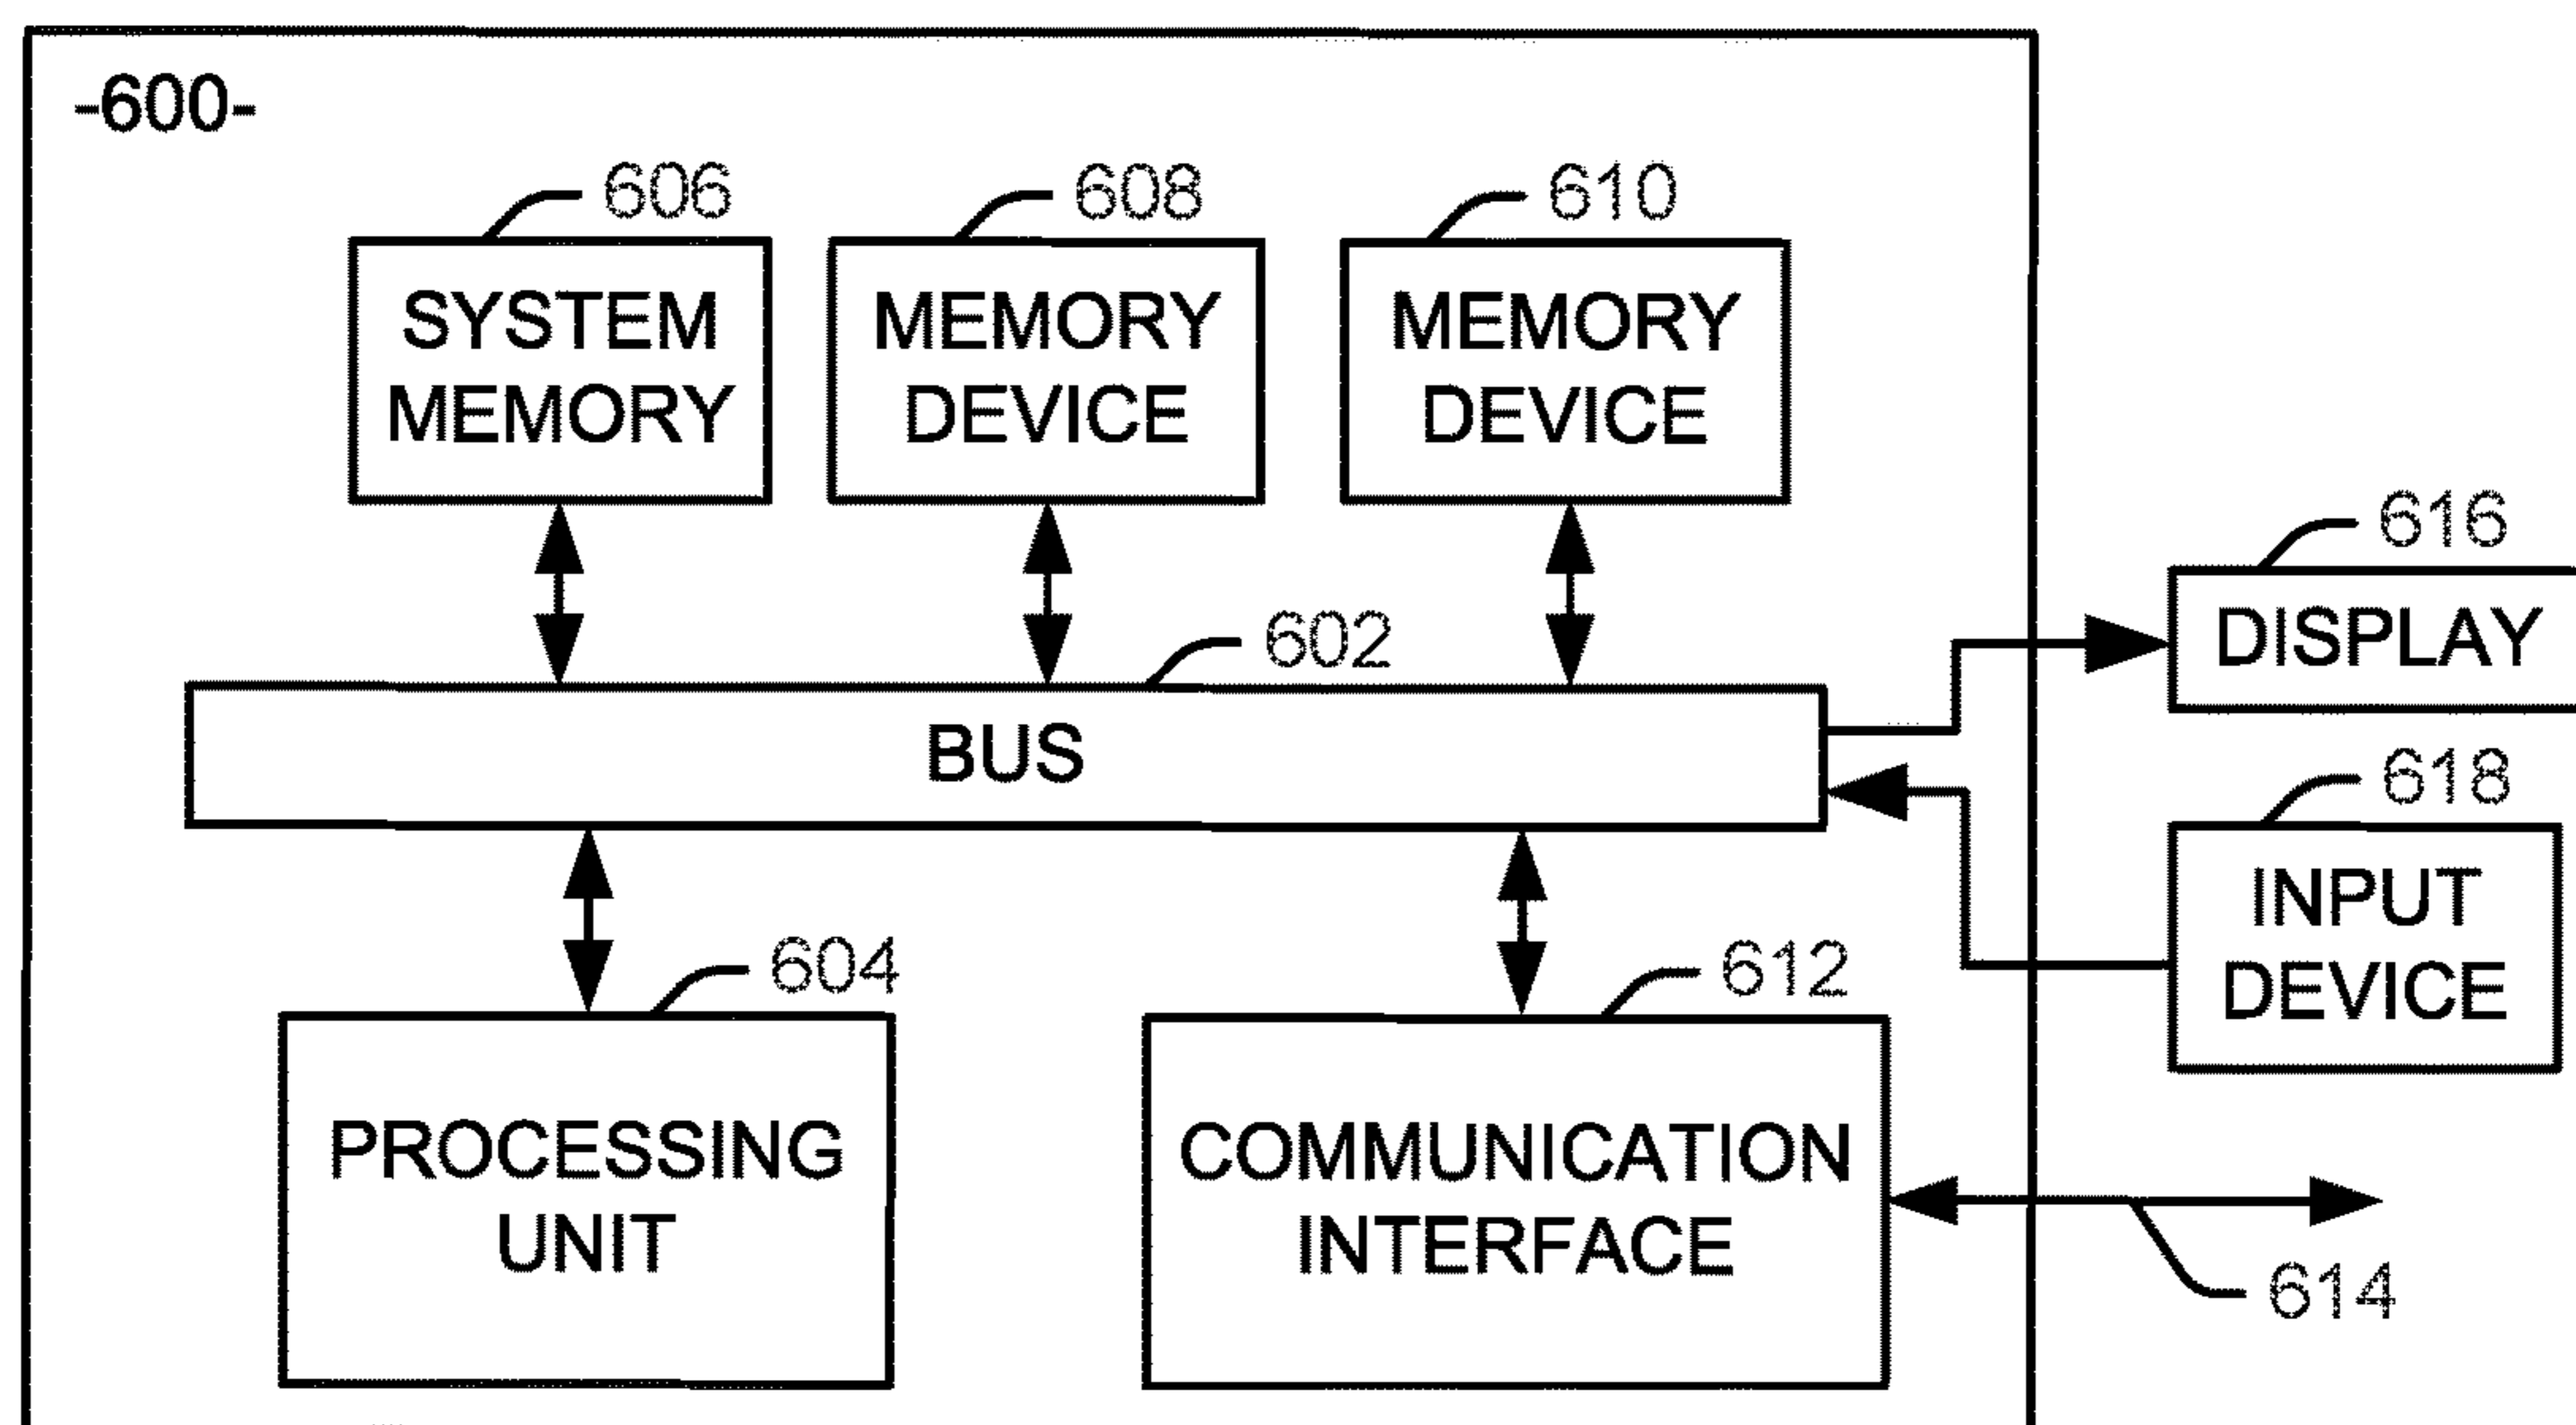 -600-
606
608
610
SYSTEM
MEMORY
MEMORY
DEVICE
MEMORY
DEVICE
616
DISPLAY
602
BUS
618
INPUT
DEVICE
604
612
PROCESSING
UNIT
COMMUNICATION
INTERFACE
614